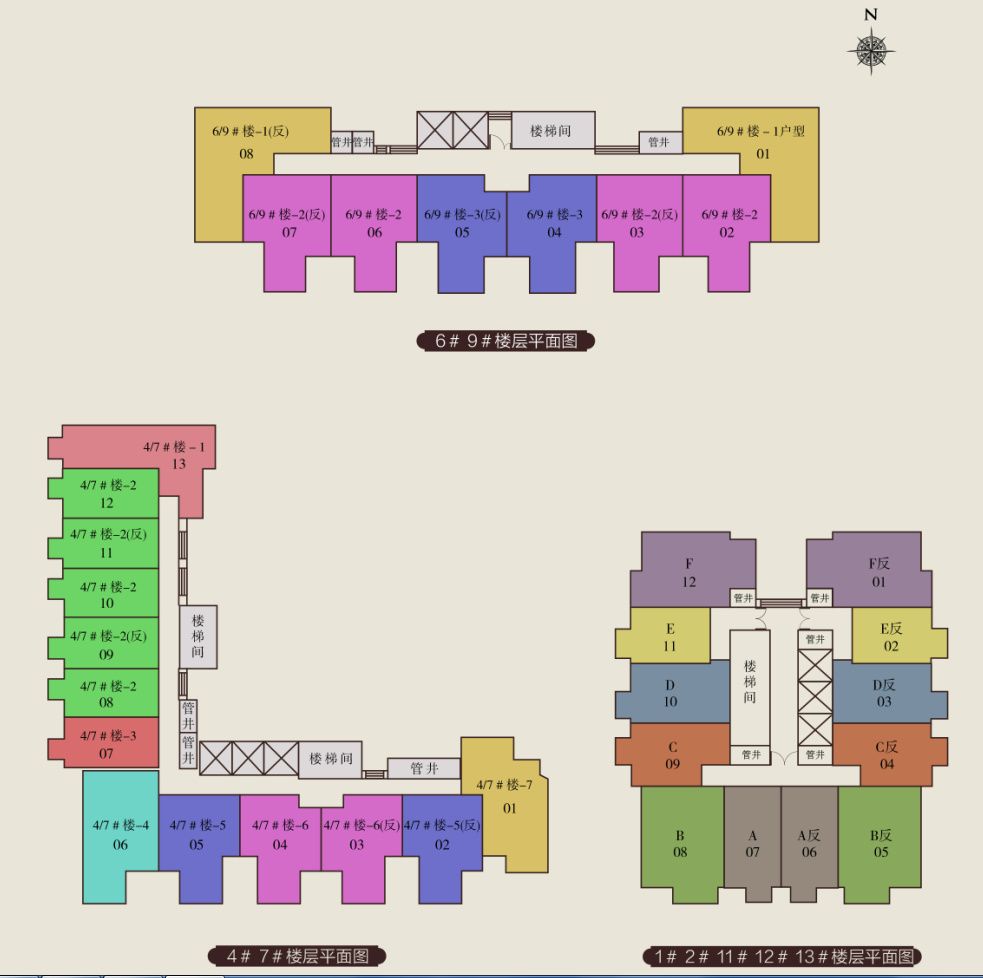 N
6/9＃楼-1(反)
08
管井
管井
楼梯间
管井
6/9＃楼-1户型
01
6/9＃楼-2(反)
07
6/9＃楼-2
06
6/9＃楼-3(反)
05
6/9＃楼-3
04
6/9＃楼-2(反)
03
6/9＃楼-2
02
6＃ 9＃楼层平面图
4/7＃楼-1
13
4/7＃楼-2
12
4/7＃楼-2(反)
11
4/7＃楼-2
10
4/7＃楼-2(反)
09
4/7＃楼-2
08
4/7＃楼-3
07
楼梯间
管井
管井
楼梯间
管井
4/7＃楼-7
01
4/7＃楼-4
06
4/7＃楼-5
05
4/7＃楼-6
04
4/7＃楼-6(反)
03
4/7＃楼-5(反)
02
4＃ 7＃楼层平面图
F
12
管井
管井
F反
01
E
11
管井
E反
02
D
10
楼梯间
D反
03
C
09
管井
管井
C反
04
B
08
A
07
A反
06
B反
05
1＃ 2＃ 11＃ 12＃ 13＃楼层平面图